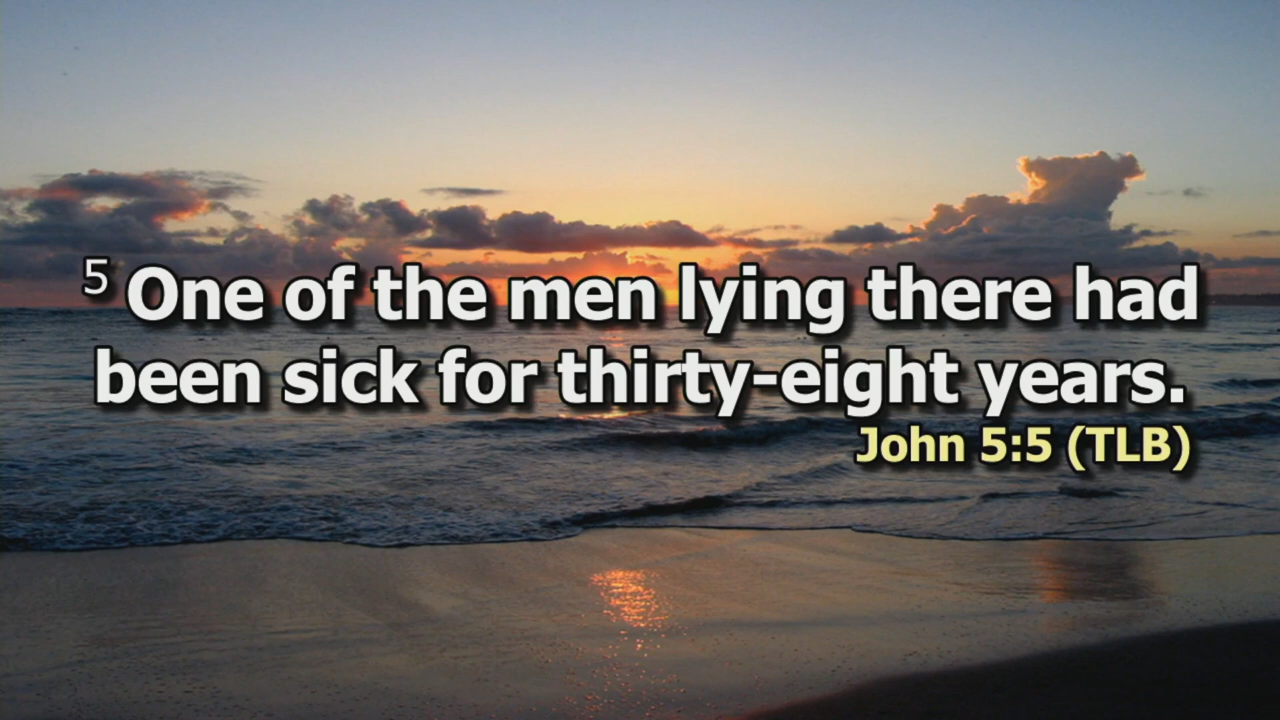 5 One of the men lying there had
been sick for thirty-eight years.
John 5:5 (TLB)